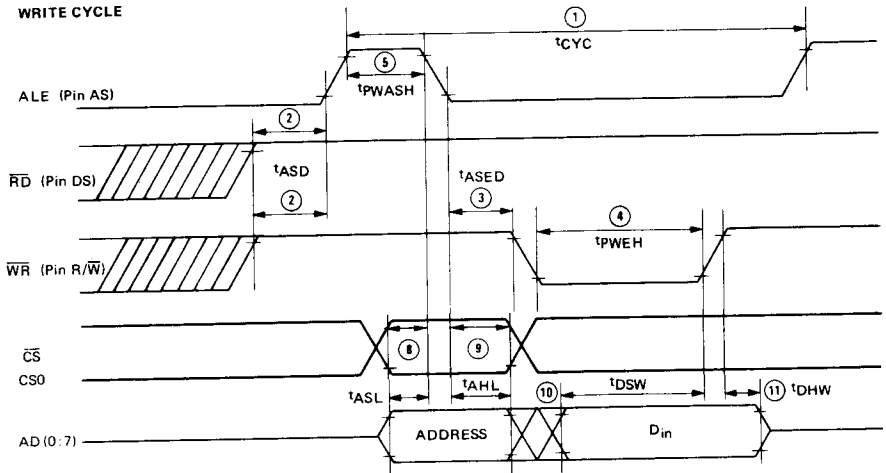 WRITE CYCLE
1
tCYC
5
tPWASH
ALE (Pin AS)
2
RD (Pin DS)
tASD
tASED
2
3
4
tPWEH
WR (Pin R/W)
8
9
CS
CSO
tASL
tAHL
10
tDSW
11 tDHW
AD (0:7)
ADDRESS
Din